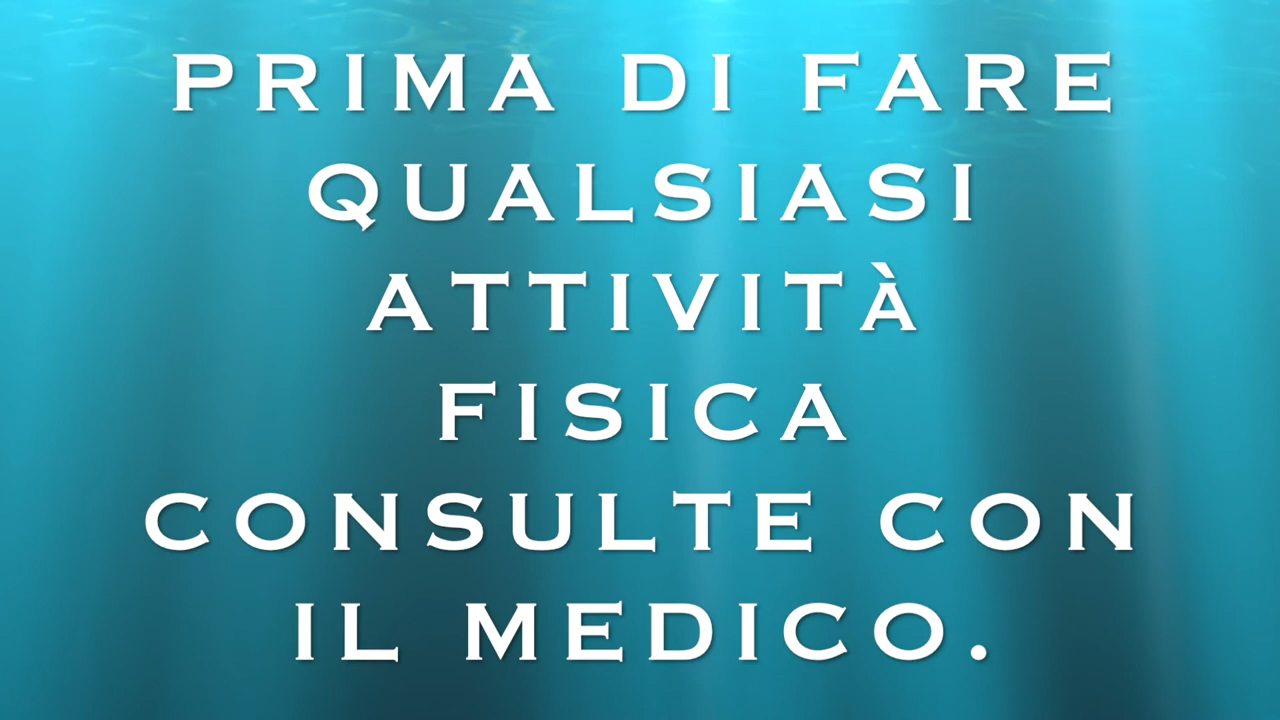 PRIMA DI FARE
QUALSIASI
ATTIVITÀ
FISICA
CONSULTE CON
IL MEDICO.